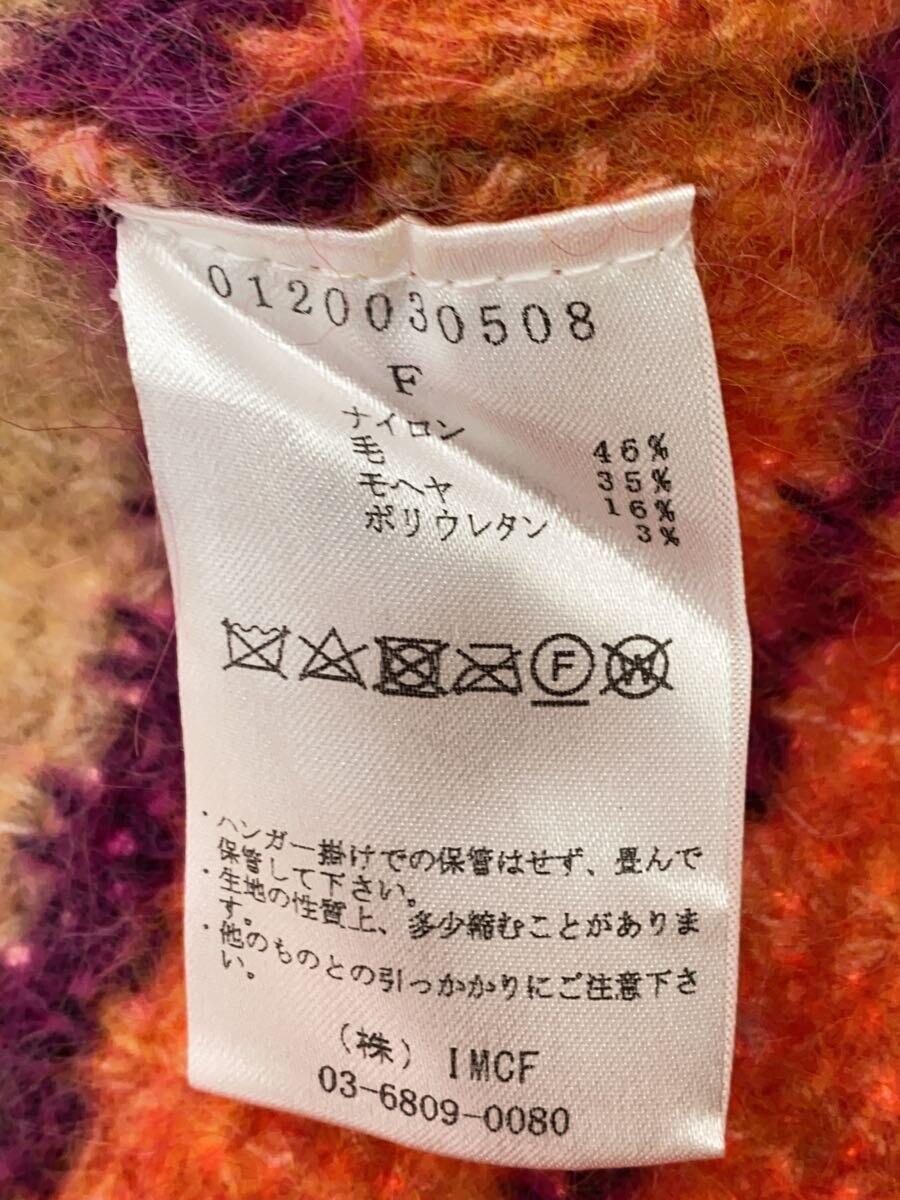 0120030508
F
ナイロン 46%
毛 35%
モヘヤ 16%
ポリウレタン 3%
F W
・ハンガー掛けでの保管はせず、畳んで
保管して下さい。
・生地の性質上、多少縮むことがありま
す。
・他のものとの引っかかりにご注意下さ
い。
(株) IMCF
03-6809-0080